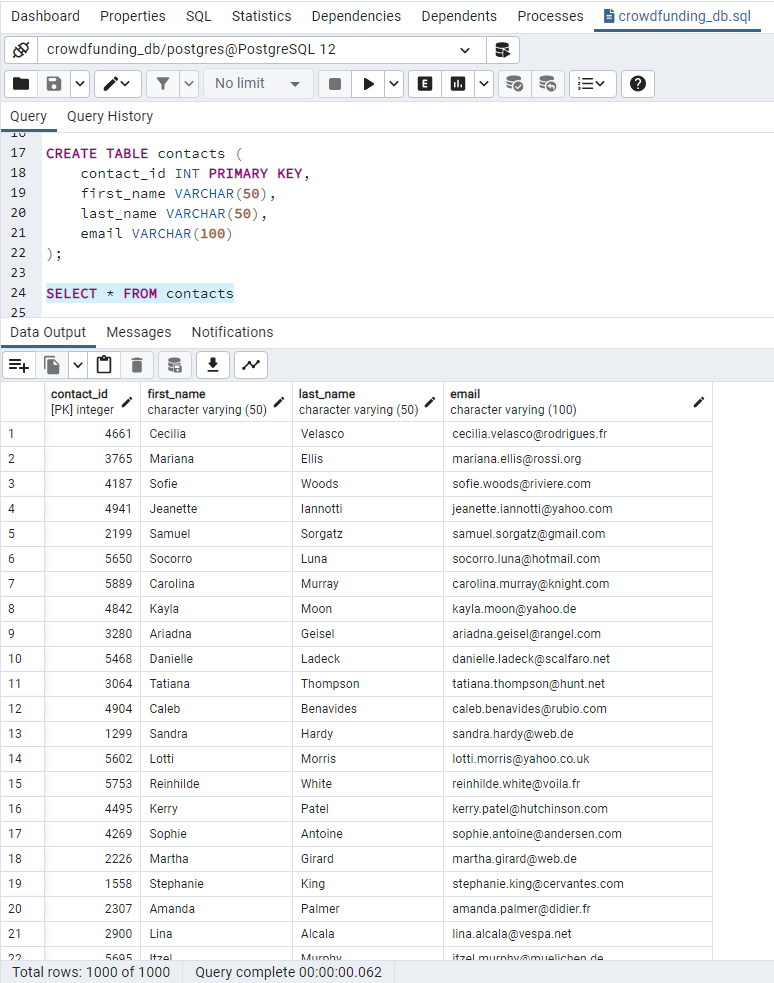 Dashboard Properties SQL Statistics Dependencies Dependents Processes crowdfunding_db.sql
crowdfunding_db/postgres@PostgreSQL 12
No limit E
Query Query History
16
17 CREATE TABLE contacts (
18 contact_id INT PRIMARY KEY,
19 first_name VARCHAR(50),
20 last_name VARCHAR(50),
21 email VARCHAR(100)
22 );
23
24 SELECT * FROM contacts
25
Data Output Messages Notifications
contact_id first_name last_name email
[PK] integer character varying (50) character varying (50) character varying (100)
1 4661 Cecilia Velasco cecilia.velasco@rodrigues.fr
2 3765 Mariana Ellis mariana.ellis@rossi.org
3 4187 Sofie Woods sofie.woods@riviere.com
4 4941 Jeanette Iannotti jeanette.iannotti@yahoo.com
5 2199 Samuel Sorgatz samuel.sorgatz@gmail.com
6 5650 Socorro Luna socorro.luna@hotmail.com
7 5889 Carolina Murray carolina.murray@knight.com
8 4842 Kayla Moon kayla.moon@yahoo.de
9 3280 Ariadna Geisel ariadna.geisel@rangel.com
10 5468 Danielle Ladeck danielle.ladeck@scalfaro.net
11 3064 Tatiana Thompson tatiana.thompson@hunt.net
12 4904 Caleb Benavides caleb.benavides@rubio.com
13 1299 Sandra Hardy sandra.hardy@web.de
14 5602 Lotti Morris lotti.morris@yahoo.co.uk
15 5753 Reinhilde White reinhilde.white@voila.fr
16 4495 Kerry Patel kerry.patel@hutchinson.com
17 4269 Sophie Antoine sophie.antoine@andersen.com
18 2226 Martha Girard martha.girard@web.de
19 1558 Stephanie King stephanie.king@cervantes.com
20 2307 Amanda Palmer amanda.palmer@didier.fr
21 2900 Lina Alcala lina.alcala@vespa.net
22 5695 Itzel Murphy itzel.murphy@muelichen.de
Total rows: 1000 of 1000 Query complete 00:00:00.062